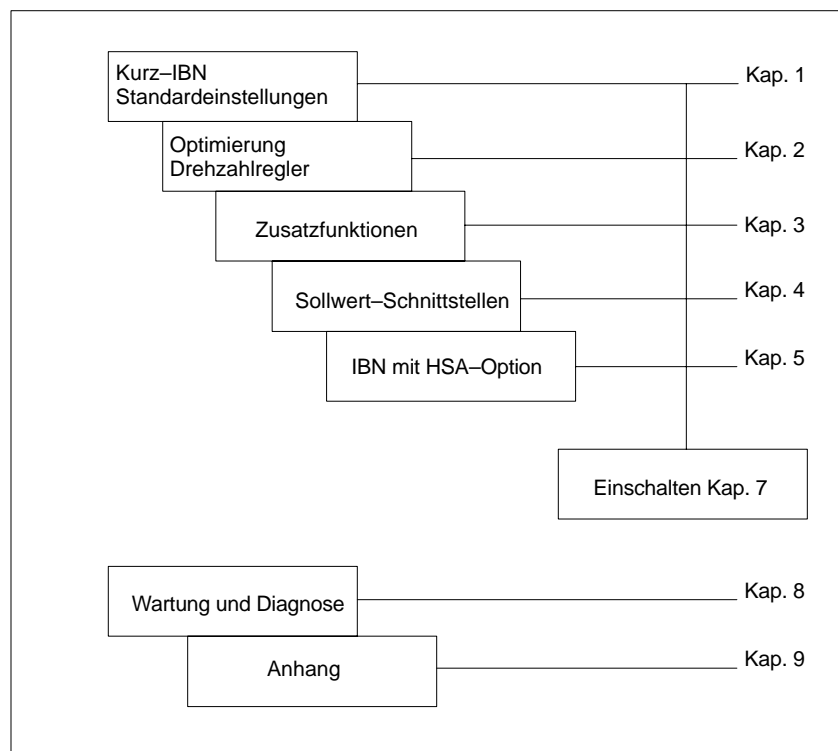 Kurz–IBN
Standardeinstellungen
Kap. 1
Optimierung
Drehzahlregler
Kap. 2
Zusatzfunktionen
Kap. 3
Sollwert–Schnittstellen
Kap. 4
IBN mit HSA–Option
Kap. 5
Einschalten Kap. 7
Wartung und Diagnose
Kap. 8
Anhang
Kap. 9